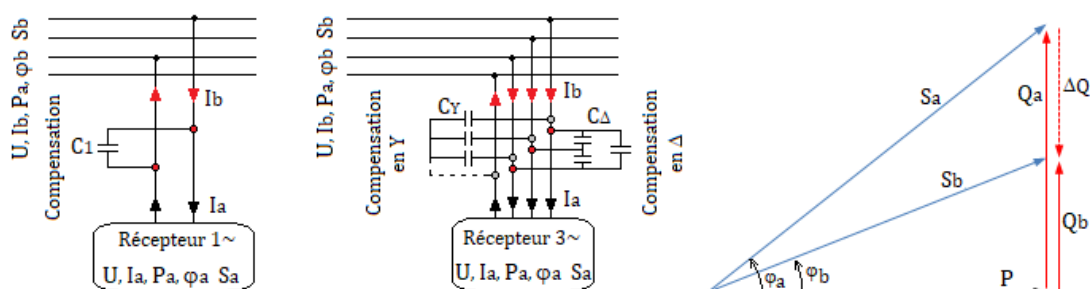 U, Ib, Pa, φb Sb
Compensation
C1
Ib
Ia
Récepteur 1~
U, Ia, Pa, φa Sa
U, Ib, Pa, φb Sb
Compensation
en Y
CY
Ib
CΔ
Compensation
en Δ
Ia
Récepteur 3~
U, Ia, Pa, φa Sa
Sa
Qa
ΔQ
Sb
Qb
φa
φb
P